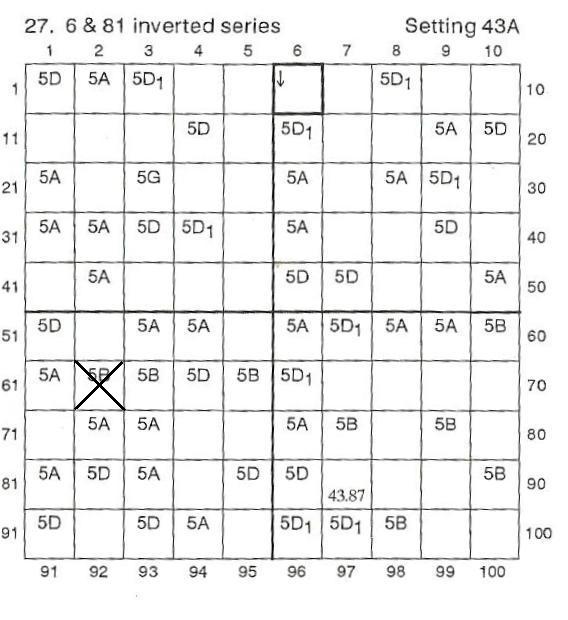 27. 6 & 81 inverted series Setting 43A
1 2 3 4 5 6 7 8 9 10
1 5D 5A 5D1 ↓ 5D1 10
11 5D 5D1 5A 5D 20
21 5A 5G 5A 5A 5D1 30
31 5A 5A 5D 5D1 5A 5D 40
41 5A 5D 5D 5A 50
51 5D 5A 5A 5A 5D1 5A 5A 5B 60
61 5A 5B 5B 5D 5B 5D1 70
71 5A 5A 5A 5B 5B 80
81 5A 5D 5A 5D 5D 43.87 5B 90
91 5D 5D 5A 5D1 5D1 5B 100
91 92 93 94 95 96 97 98 99 100